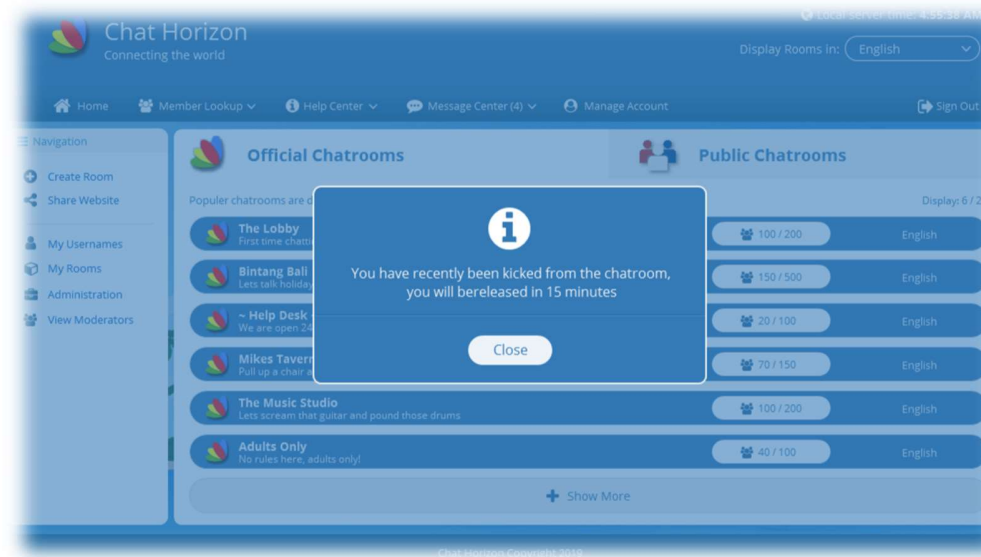 Chat Horizon
Connecting the world
Local server time: 4:55:38 AM
Display Rooms in: English
Home Member Lookup Help Center Message Center (4) Manage Account Sign Out
Navigation
Create Room
Share Website
My Usernames
My Rooms
Administration
View Moderators
Official Chatrooms Public Chatrooms
Populer chatrooms are d Display: 6 / 2
The Lobby
First time chatti
100 / 200 English
Bintang Bali
Lets talk holiday
150 / 500 English
~ Help Desk
We are open 24
20 / 100 English
Mikes Tavern
Pull up a chair a
70 / 150 English
The Music Studio
Lets scream that guitar and pound those drums
100 / 200 English
Adults Only
No rules here, adults only!
40 / 100 English
Show More
You have recently been kicked from the chatroom,
you will bereleased in 15 minutes
Close
Chat Horizon Copyright 2019